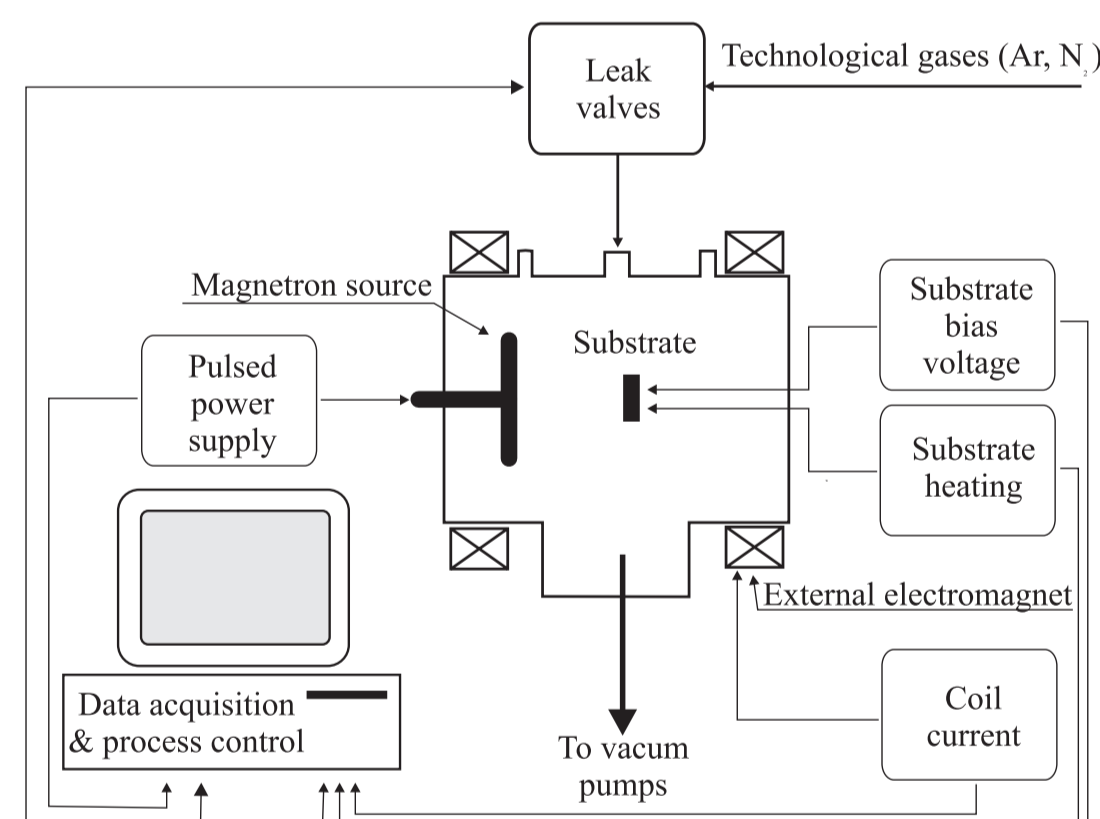 Technological gases (Ar, N₂)
Leak
valves
Magnetron source
Substrate
Substrate
bias
voltage
Pulsed
power
supply
Substrate
heating
External electromagnet
Data acquisition
& process control
Coil
current
To vacum
pumps